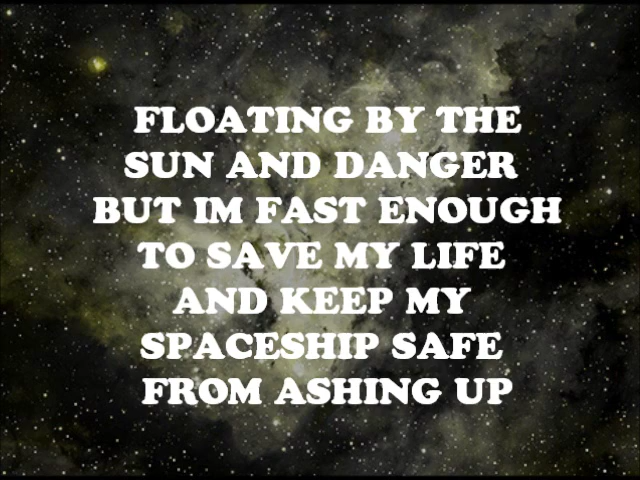 FLOATING BY THE
SUN AND DANGER
BUT IM FAST ENOUGH
TO SAVE MY LIFE
AND KEEP MY
SPACESHIP SAFE
FROM ASHING UP